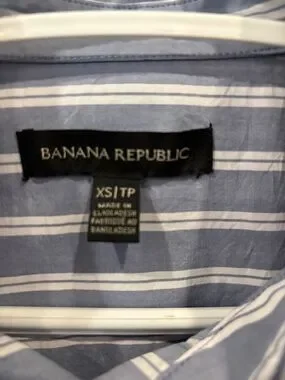 BANANA REPUBLIC
XS/TP
MADE IN
BANGLADESH
FABRIQUÉ AU
BANGLADESH